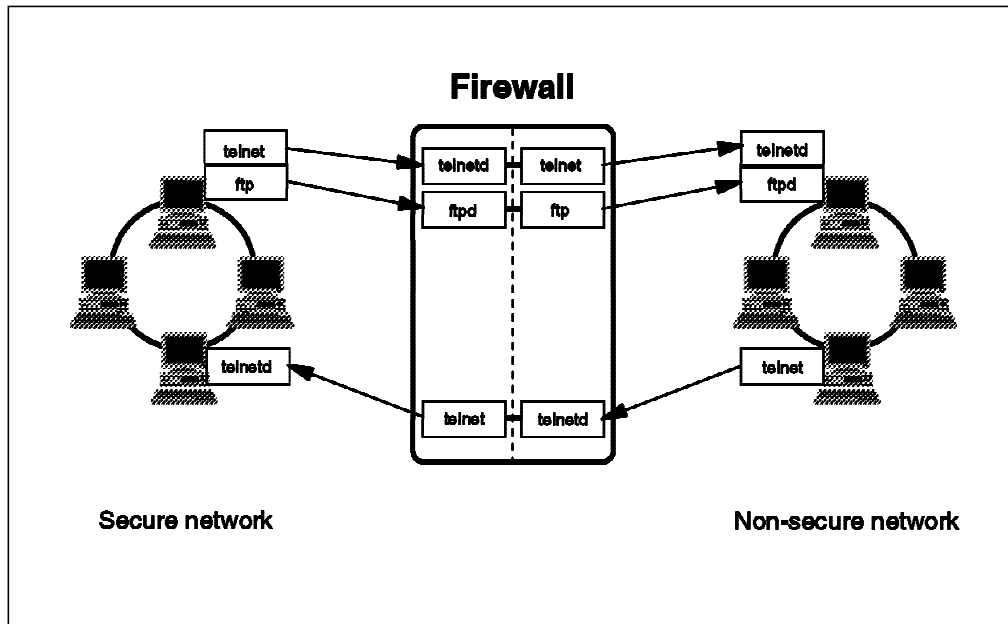 Firewall
telnet
ftp
telnetd
telnet
ftpd
ftp
telnetd
ftpd
telnetd
telnet
telnetd
telnet
Secure network
Non-secure network